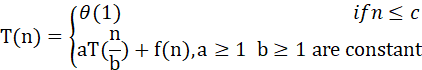 T(n) = { θ(1) if n ≤ c
aT(n/b) + f(n), a ≥ 1 b ≥ 1 are constant